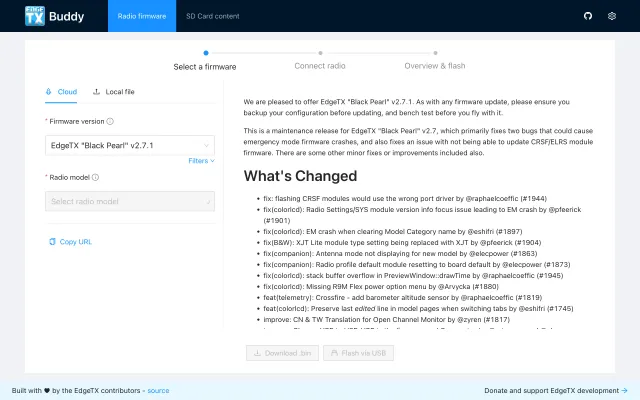 EDGE
TX
Buddy
Radio firmware
SD Card content
Select a firmware
Connect radio
Overview & flash
Cloud
Local file
* Firmware version
EdgeTX "Black Pearl" v2.7.1
Filters
* Radio model
Select radio model
Copy URL
We are pleased to offer EdgeTX "Black Pearl" v2.7.1. As with any firmware update, please ensure you
backup your configuration before updating, and bench test before you fly with it.
This is a maintenance release for EdgeTX "Black Pearl" v2.7, which primarily fixes two bugs that could cause
emergency mode firmware crashes, and also fixes an issue with not being able to update CRSF/ELRS module
firmware. There are some other minor fixes or improvements included also.
What's Changed
• fix: flashing CRSF modules would use the wrong port driver by @raphaelcoeffic (#1944)
• fix(colorlcd): Radio Settings/SYS module version info focus issue leading to EM crash by @pfeerick
(#1901)
• fix(colorlcd): EM crash when clearing Model Category name by @eshifri (#1897)
• fix(B&W): XJT Lite module type setting being replaced with XJT by @pfeerick (#1904)
• fix(companion): Antenna mode not displaying for new model by @elecpower (#1863)
• fix(companion): Radio profile default module resetting to board default by @elecpower (#1873)
• fix(colorlcd): stack buffer overflow in PreviewWindow::drawTime by @raphaelcoeffic (#1945)
• fix(colorlcd): Missing R9M Flex power option menu by @Arvycka (#1880)
• feat(telemetry): Crossfire - add barometer altitude sensor by @raphaelcoeffic (#1819)
• feat(colorlcd): Preserve last edited line in model pages when switching tabs by @eshifri (#1745)
• improve: CN & TW Translation for Open Channel Monitor by @zyren (#1817)
Download .bin
Flash via USB
Built with ♥ by the EdgeTX contributors - source
Donate and support EdgeTX development →